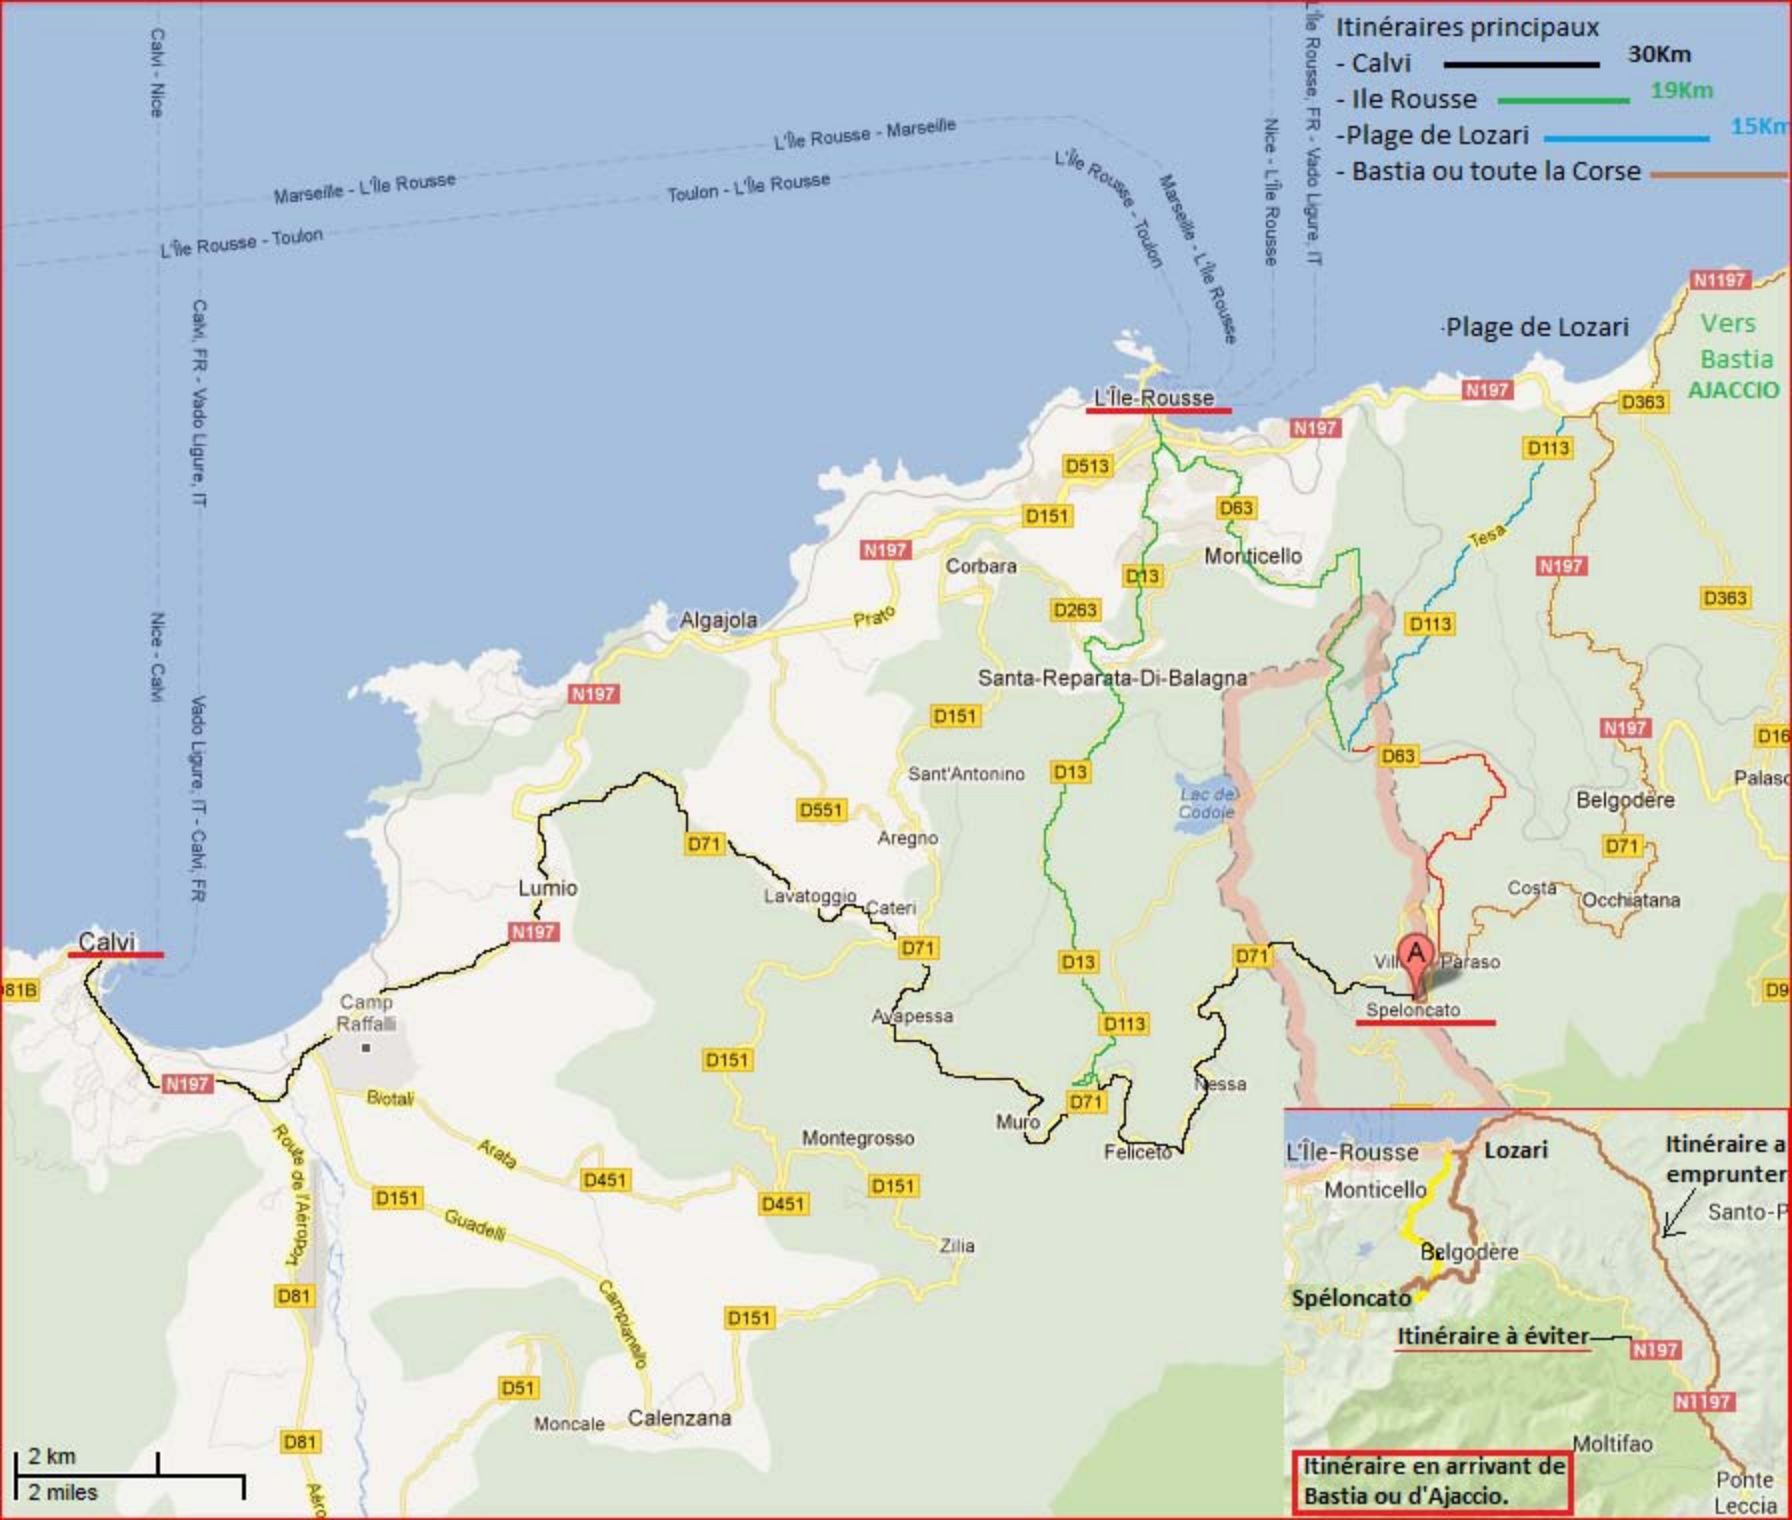 Itinéraires principaux
- Calvi 30Km
- Ile Rousse 19Km
-Plage de Lozari 15Km
- Bastia ou toute la Corse
Calvi - Nice
L'Île Rousse, FR - Vado Ligure, IT
Nice - L'Île Rousse
L'Île Rousse - Marseille
Marseille - L'Île Rousse
Toulon - L'Île Rousse
L'Île Rousse - Toulon
L'Île Rousse - Toulon
Marseille - L'Île Rousse
Calvi, FR - Vado Ligure, IT
Nice - Calvi
Vado Ligure, IT - Calvi, FR
N1197
·Plage de Lozari
Vers
Bastia
AJACCIO
L'Île-Rousse
N197
N197
D363
D113
D513
D151
D63
Tesa
N197
Corbara
D13
Monticello
N197
D263
D363
Algajola
Prato
D113
Santa-Reparata-Di-Balagna
N197
D151
N197
D16
D63
Sant'Antonino
D13
Palasc
Lac de
Codole
D551
Belgodère
D71
Aregno
D71
Lumio
Lavatoggio
Cateri
Costa
Occhiatana
N197
Calvi
D71
D13
D71
Paraso
A
81B
D9
Camp
Raffalli
Avapessa
D113
Speloncato
D151
N197
Nessa
Biotali
D71
Muro
Feliceto
Montegrosso
Route de l'Aéroport
Arata
D451
D151
D451
D151
Guadelli
Zilia
D81
Campianello
D151
D51
Moncale
Calenzana
D81
2 km
2 miles
Aéro
L'Île-Rousse
Lozari
Itinéraire a
emprunter
Monticello
Santo-P
Belgodère
Spéloncato
Itinéraire à éviter
N197
N1197
Moltifao
Itinéraire en arrivant de
Bastia ou d'Ajaccio.
Ponte
Leccia